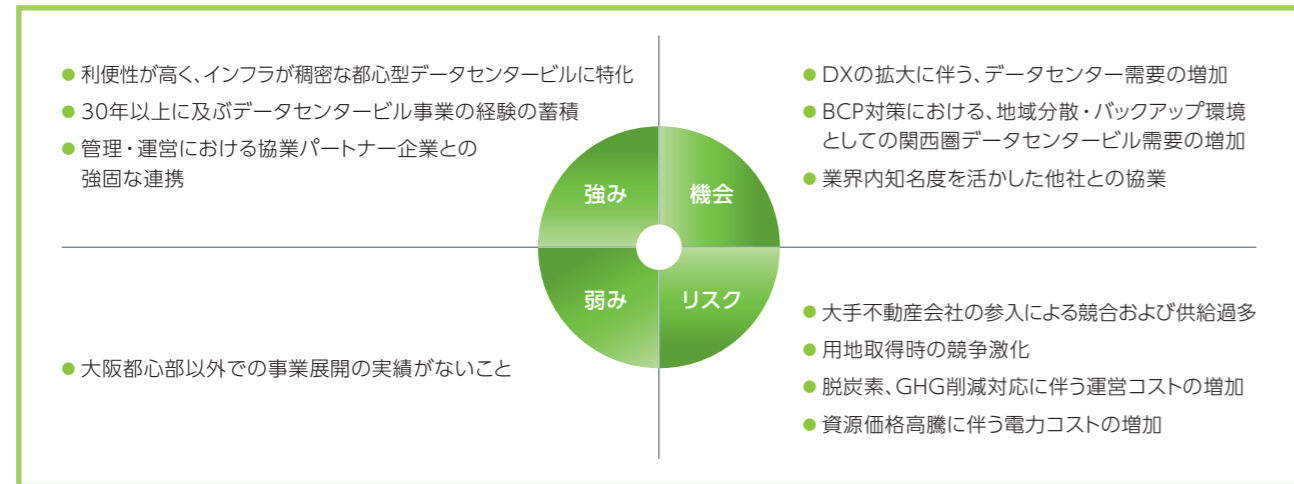 ● 利便性が高く、インフラが稠密な都心型データセンタービルに特化
● 30年以上に及ぶデータセンタービル事業の経験の蓄積
● 管理・運営における協業パートナー企業との
強固な連携
● DXの拡大に伴う、データセンター需要の増加
● BCP対策における、地域分散・バックアップ環境
としての関西圏データセンタービル需要の増加
● 業界内知名度を活かした他社との協業
強み
機会
弱み
リスク
● 大阪都心部以外での事業展開の実績がないこと
● 大手不動産会社の参入による競合および供給過多
● 用地取得時の競争激化
● 脱炭素、GHG削減対応に伴う運営コストの増加
● 資源価格高騰に伴う電力コストの増加